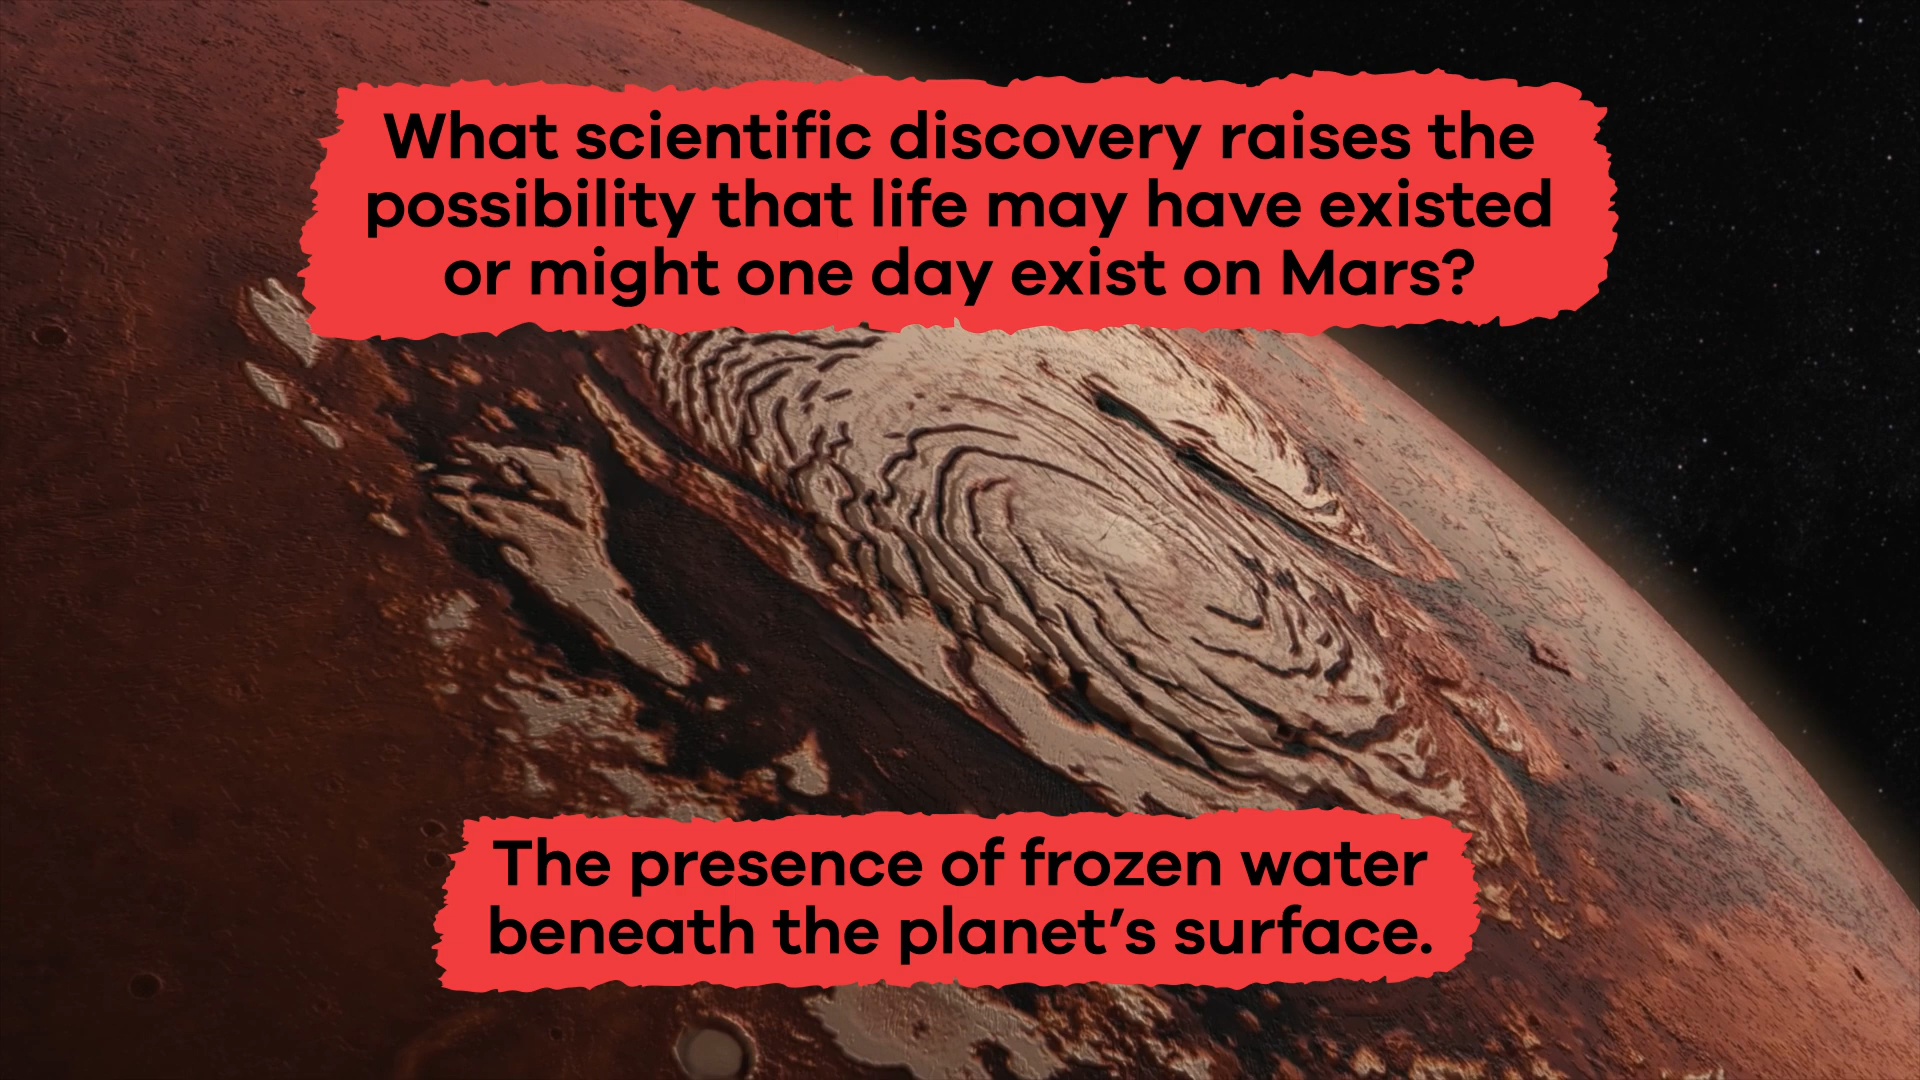 What scientific discovery raises the
possibility that life may have existed
or might one day exist on Mars?
The presence of frozen water
beneath the planet’s surface.